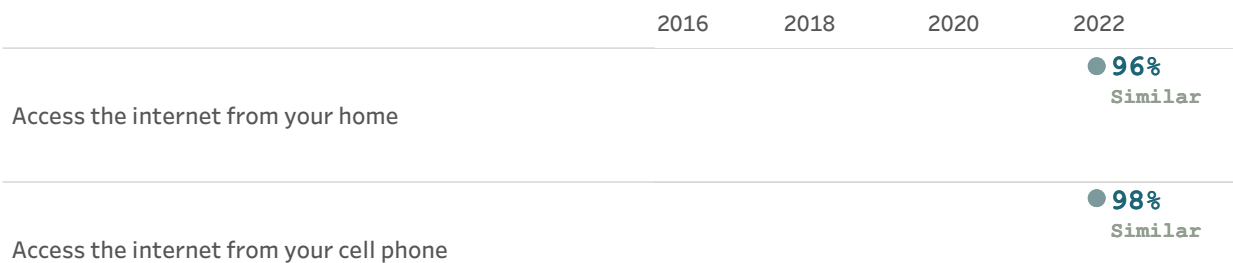 2016 2018 2020 2022
96%
Similar
Access the internet from your home
98%
Similar
Access the internet from your cell phone